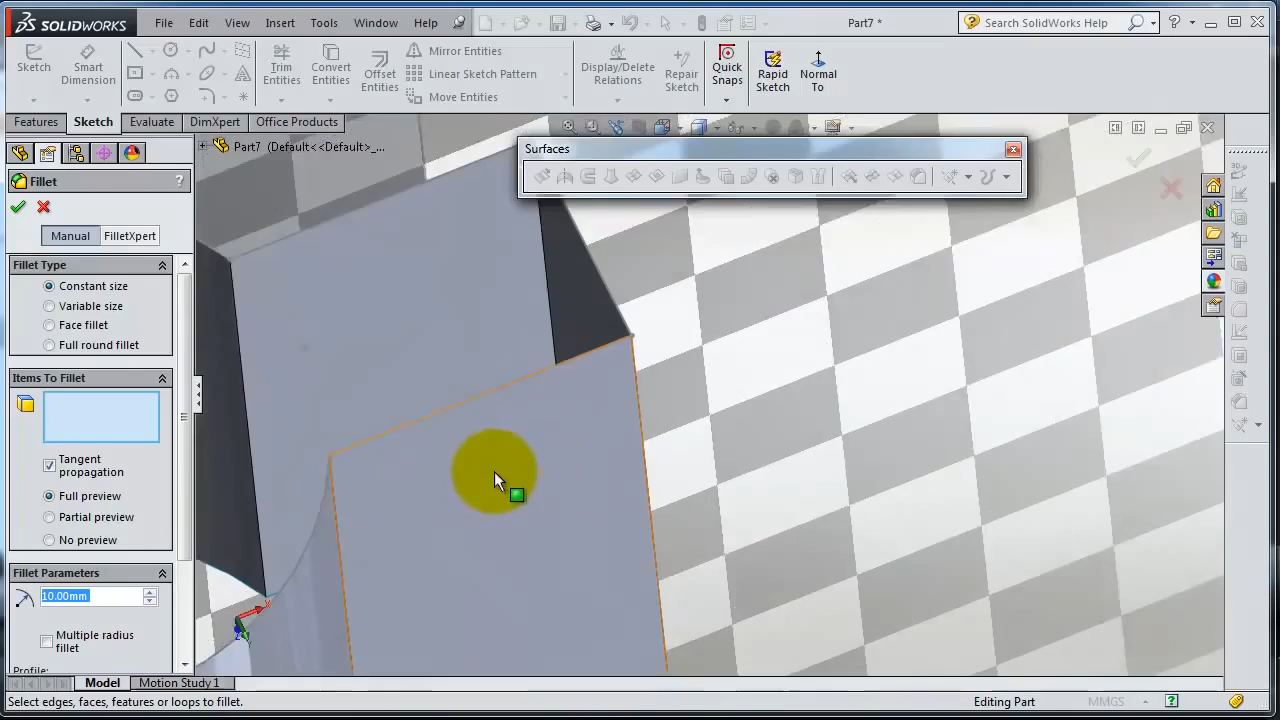 SOLIDWORKS
File Edit View Insert Tools Window Help
Part7 *
Search SolidWorks Help
Sketch
Smart Dimension
Trim Entities
Convert Entities
Offset Entities
Mirror Entities
Linear Sketch Pattern
Move Entities
Display/Delete Relations
Repair Sketch
Quick Snaps
Rapid Sketch
Normal To
Features Sketch Evaluate DimXpert Office Products
Part7 (Default<<Default>_...
Surfaces
Fillet
?
Manual FilletXpert
Fillet Type
Constant size
Variable size
Face fillet
Full round fillet
Items To Fillet
Tangent
propagation
Full preview
Partial preview
No preview
Fillet Parameters
10.00mm
Multiple radius
fillet
Profile:
Model Motion Study 1
Select edges, faces, features or loops to fillet.
Editing Part
MMGS